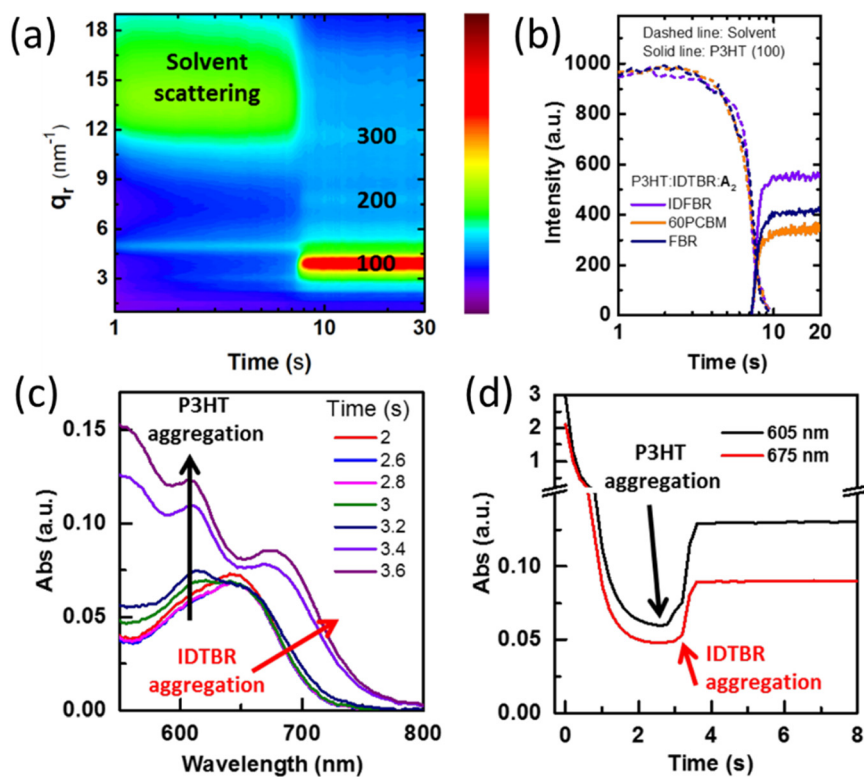 (a)
18
15
12
9
6
3
qr (nm-1)
Solvent
scattering
300
200
100
1
10
30
Time (s)
(b)
Dashed line: Solvent
Solid line: P3HT (100)
1000
800
600
400
200
0
Intensity (a.u.)
P3HT:IDTBR:A2
IDFBR
60PCBM
FBR
1
10
20
Time (s)
(c)
P3HT
aggregation
Time (s)
2
2.6
2.8
3
3.2
3.4
3.6
0.15
0.10
0.05
0.00
Abs (a.u.)
IDTBR
aggregation
600
700
800
Wavelength (nm)
(d)
3
2
1
0.10
0.05
0.00
Abs (a.u.)
605 nm
675 nm
P3HT
aggregation
IDTBR
aggregation
0
2
4
6
8
Time (s)